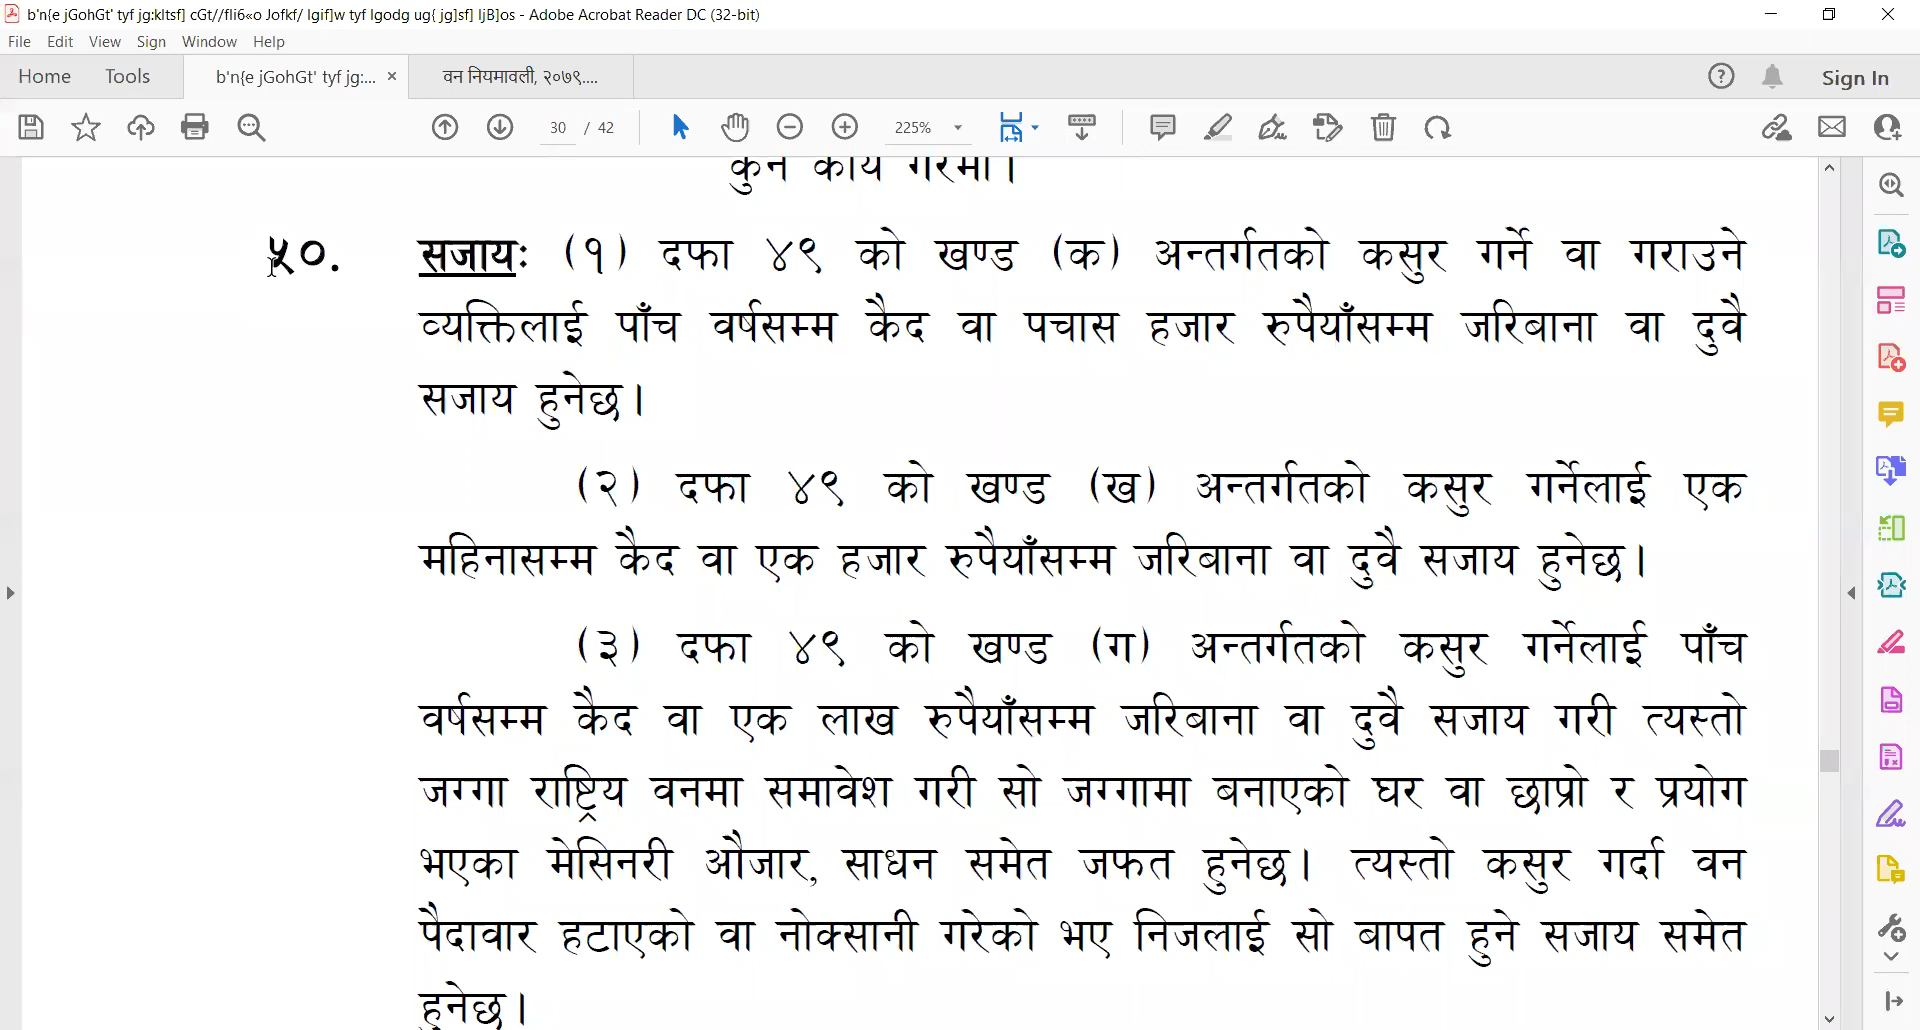 b'n{e jGohGt' tyf jg:kltsf] cGt//fli6«o Jofkf/ lgif]w tyf lgodg ug{ jg]sf] ljB]os - Adobe Acrobat Reader DC (32-bit)
File Edit View Sign Window Help
Home Tools b'n{e jGohGt' tyf jg:... × वन नियमावली, २०७९.... Sign In
30 / 42 225%
कुनै कार्य गरेमा।
५०. सजायः (१) दफा ४९ को खण्ड (क) अन्तर्गतको कसुर गर्ने वा गराउने
व्यक्तिलाई पाँच वर्षसम्म कैद वा पचास हजार रुपैयाँसम्म जरिबाना वा दुवै
सजाय हुनेछ।
(२) दफा ४९ को खण्ड (ख) अन्तर्गतको कसुर गर्नेलाई एक
महिनासम्म कैद वा एक हजार रुपैयाँसम्म जरिबाना वा दुवै सजाय हुनेछ।
(३) दफा ४९ को खण्ड (ग) अन्तर्गतको कसुर गर्नेलाई पाँच
वर्षसम्म कैद वा एक लाख रुपैयाँसम्म जरिबाना वा दुवै सजाय गरी त्यस्तो
जग्गा राष्ट्रिय वनमा समावेश गरी सो जग्गामा बनाएको घर वा छाप्रो र प्रयोग
भएका मेसिनरी औजार, साधन समेत जफत हुनेछ। त्यस्तो कसुर गर्दा वन
पैदावार हटाएको वा नोक्सानी गरेको भए निजलाई सो बापत हुने सजाय समेत
हुनेछ।